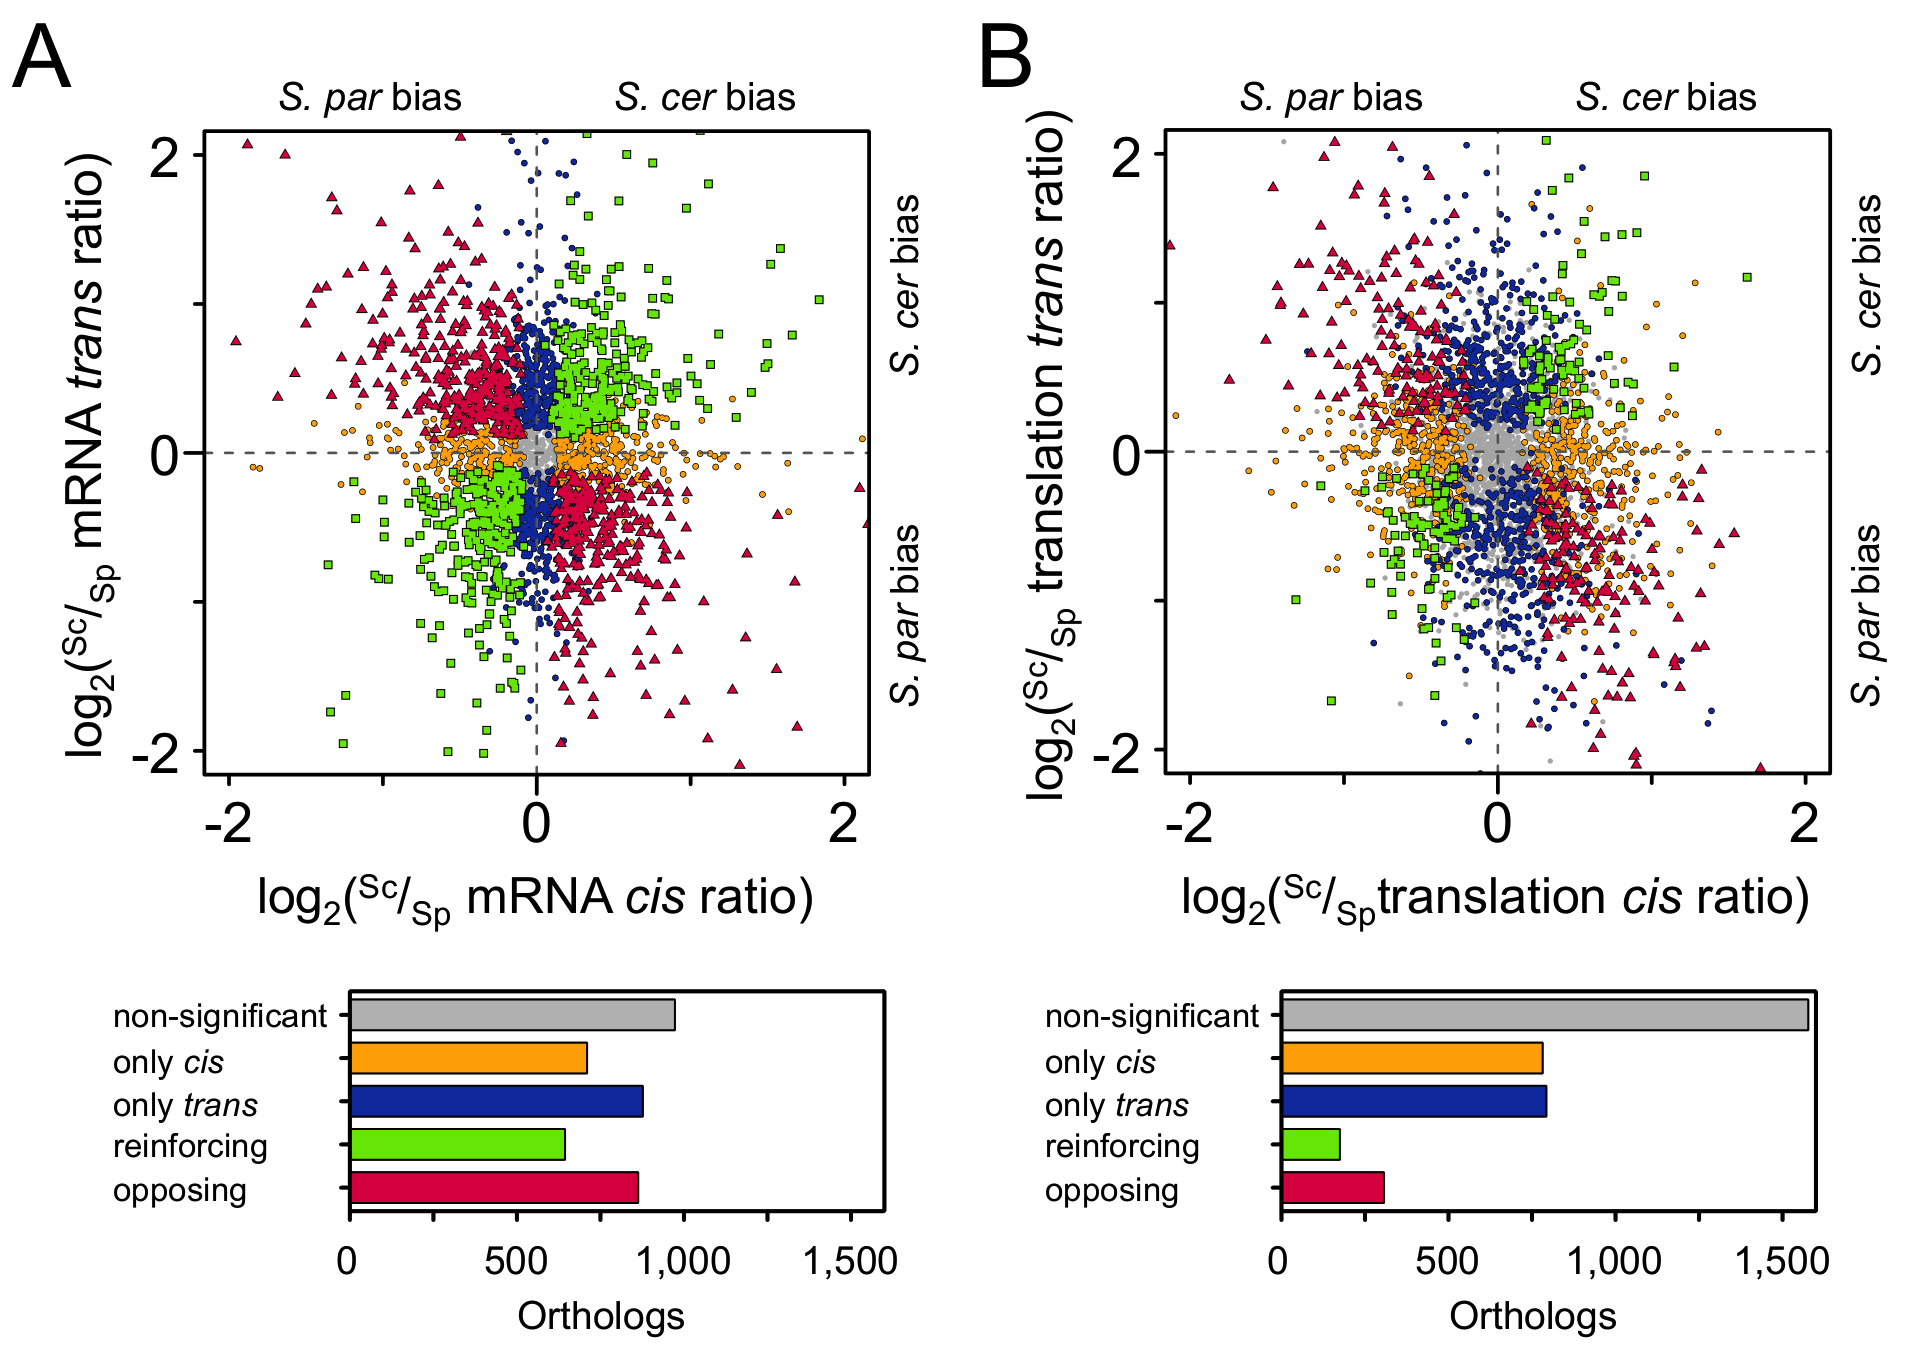 A
S. par bias
S. cer bias
log2(Sc/Sp mRNA trans ratio)
2
0
-2
S. cer bias
S. par bias
-2
0
2
log2(Sc/Sp mRNA cis ratio)
non-significant
only cis
only trans
reinforcing
opposing
0
500
1,000
1,500
Orthologs
B
S. par bias
S. cer bias
log2(Sc/Sp translation trans ratio)
2
0
-2
S. cer bias
S. par bias
-2
0
2
log2(Sc/Sp translation cis ratio)
non-significant
only cis
only trans
reinforcing
opposing
0
500
1,000
1,500
Orthologs